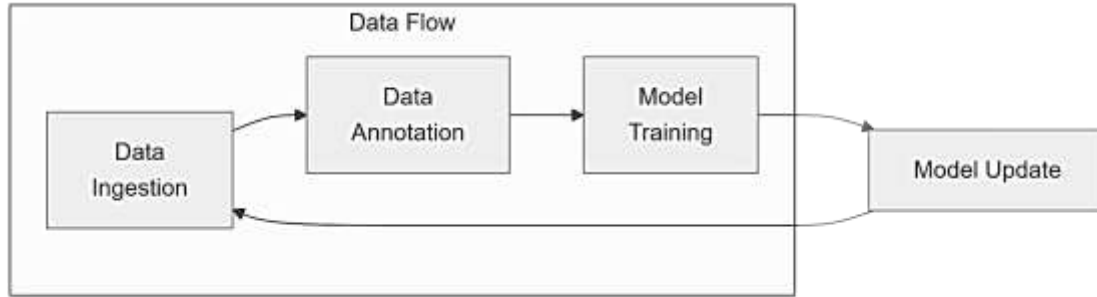 Data Flow
Data
Ingestion
Data
Annotation
Model
Training
Model Update